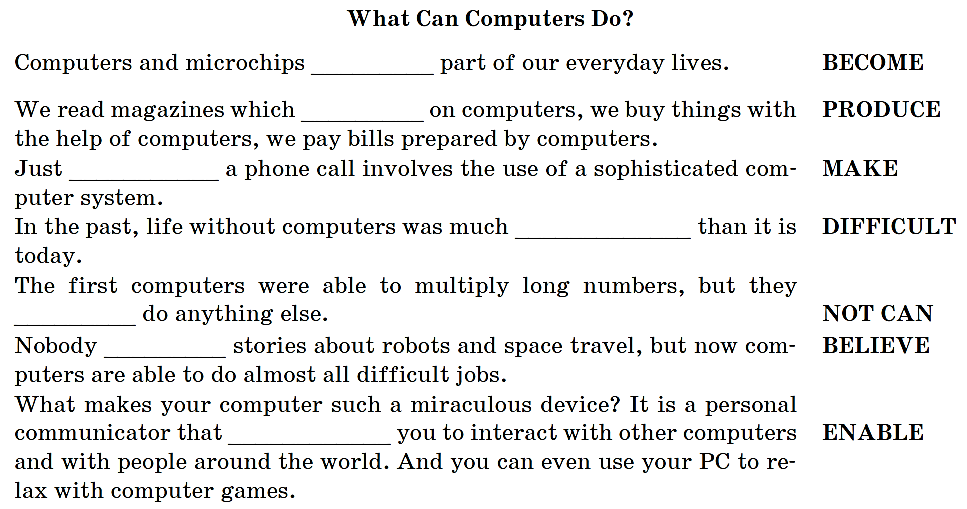 What Can Computers Do?
Computers and microchips __________ part of our everyday lives. BECOME
We read magazines which __________ on computers, we buy things with PRODUCE
the help of computers, we pay bills prepared by computers.
Just ____________ a phone call involves the use of a sophisticated com- MAKE
puter system.
In the past, life without computers was much ______________ than it is DIFFICULT
today.
The first computers were able to multiply long numbers, but they
__________ do anything else. NOT CAN
Nobody __________ stories about robots and space travel, but now com- BELIEVE
puters are able to do almost all difficult jobs.
What makes your computer such a miraculous device? It is a personal
communicator that _____________ you to interact with other computers ENABLE
and with people around the world. And you can even use your PC to re-
lax with computer games.